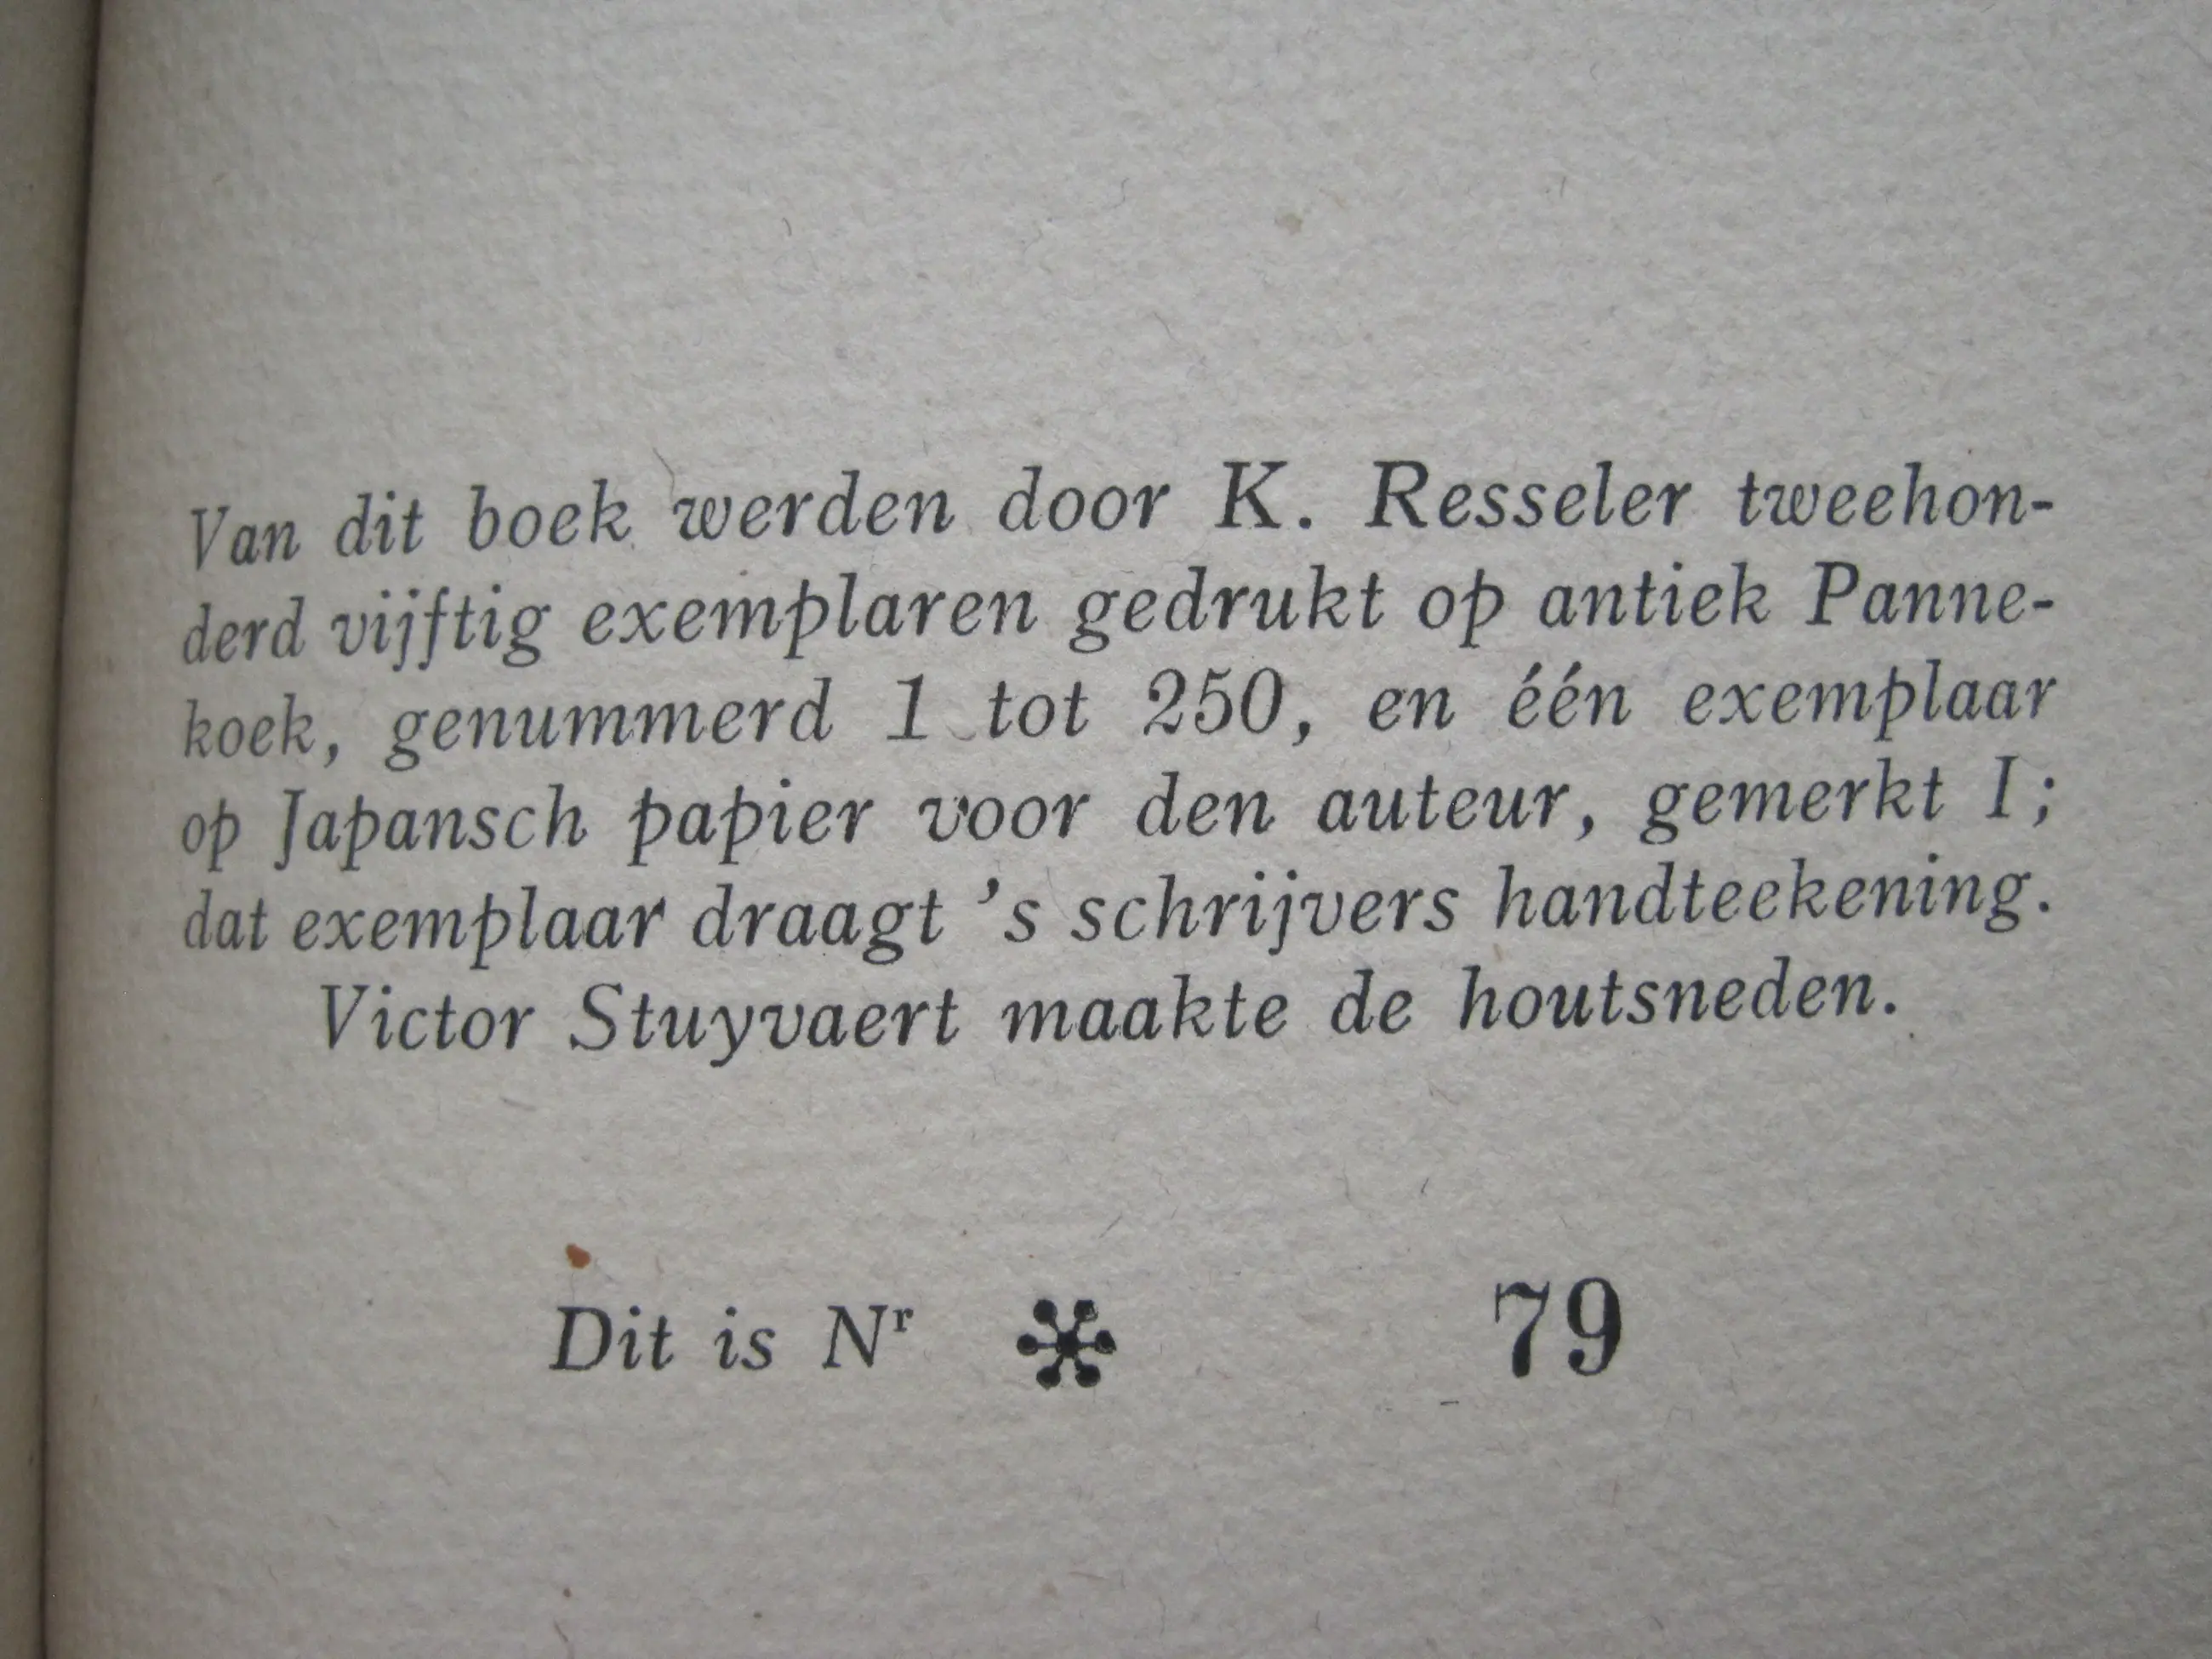 Van dit boek werden door K. Resseler tweehon-
derd vijftig exemplaren gedrukt op antiek Panne-
koek, genummerd 1 tot 250, en één exemplaar
op Japansch papier voor den auteur, gemerkt I;
dat exemplaar draagt 's schrijvers handteekening.
Victor Stuyvaert maakte de houtsneden.
Dit is Nr 79